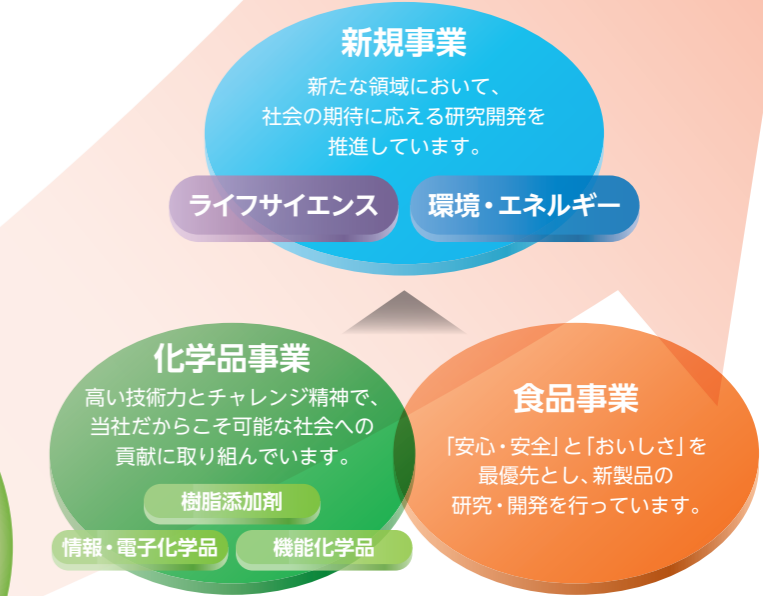 新規事業
新たな領域において、
社会の期待に応える研究開発を
推進しています。
ライフサイエンス
環境・エネルギー
化学品事業
高い技術力とチャレンジ精神で、
当社だからこそ可能な社会への
貢献に取り組んでいます。
樹脂添加剤
情報・電子化学品
機能化学品
食品事業
「安心・安全」と「おいしさ」を
最優先とし、新製品の
研究・開発を行っています。